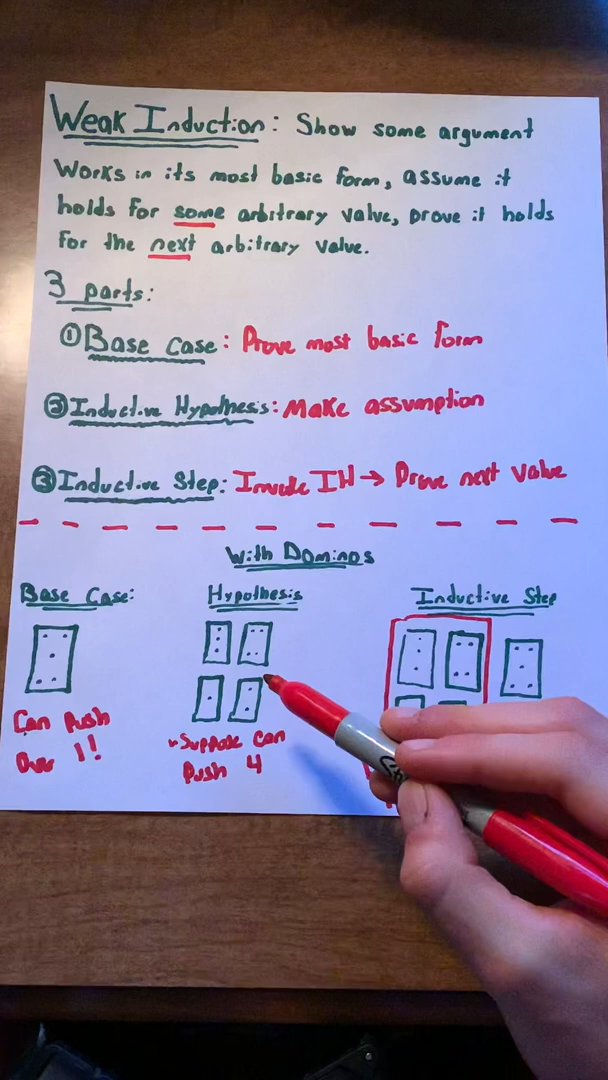 Weak Induction: Show some argument
Works in its most basic form, assume it
holds for some arbitrary value, prove it holds
for the next arbitrary value.
3 parts:
① Base Case: Prove most basic form
② Inductive Hypothesis: Make assumption
③ Inductive Step: Invoke IH → Prove next value
With Dominos
Base Case:
Can Push
Over 1!
Hypothesis
Suppose can
Push 4
Inductive Step